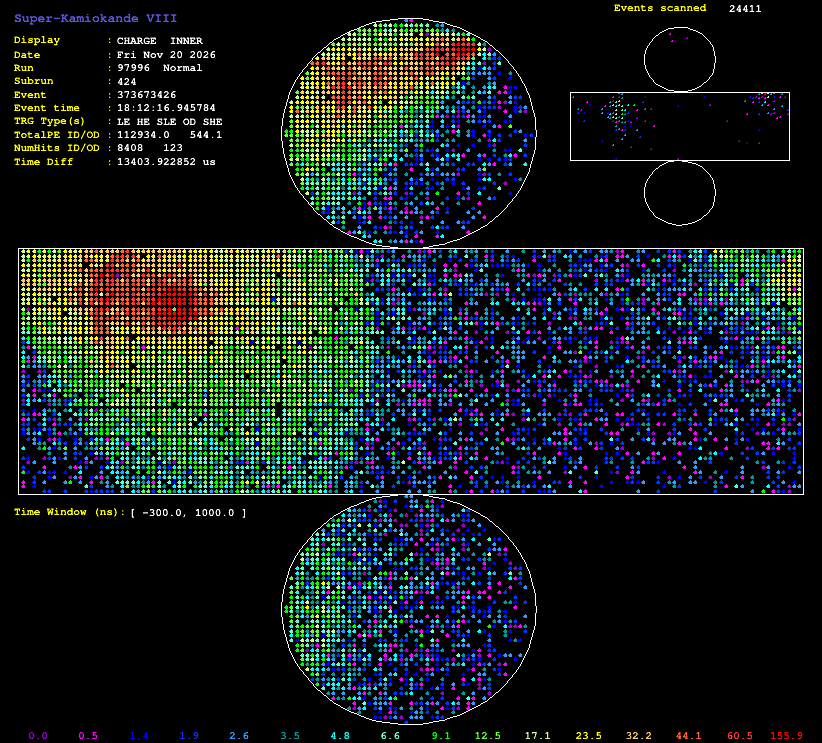 Super-Kamiokande VIII
Events scanned 24411
Display : CHARGE INNER
Date : Fri Nov 20 2026
Run : 97996 Normal
Subrun : 424
Event : 373673426
Event time : 18:12:16.945784
TRG Type(s) : LE HE SLE OD SHE
TotalPE ID/OD : 112934.0 544.1
NumHits ID/OD : 8408 123
Time Diff : 13403.922852 us
Time Window (ns): [ -300.0, 1000.0 ]
0.0 0.5 1.4 1.9 2.6 3.5 4.8 6.6 9.1 12.5 17.1 23.5 32.2 44.1 60.5 155.9